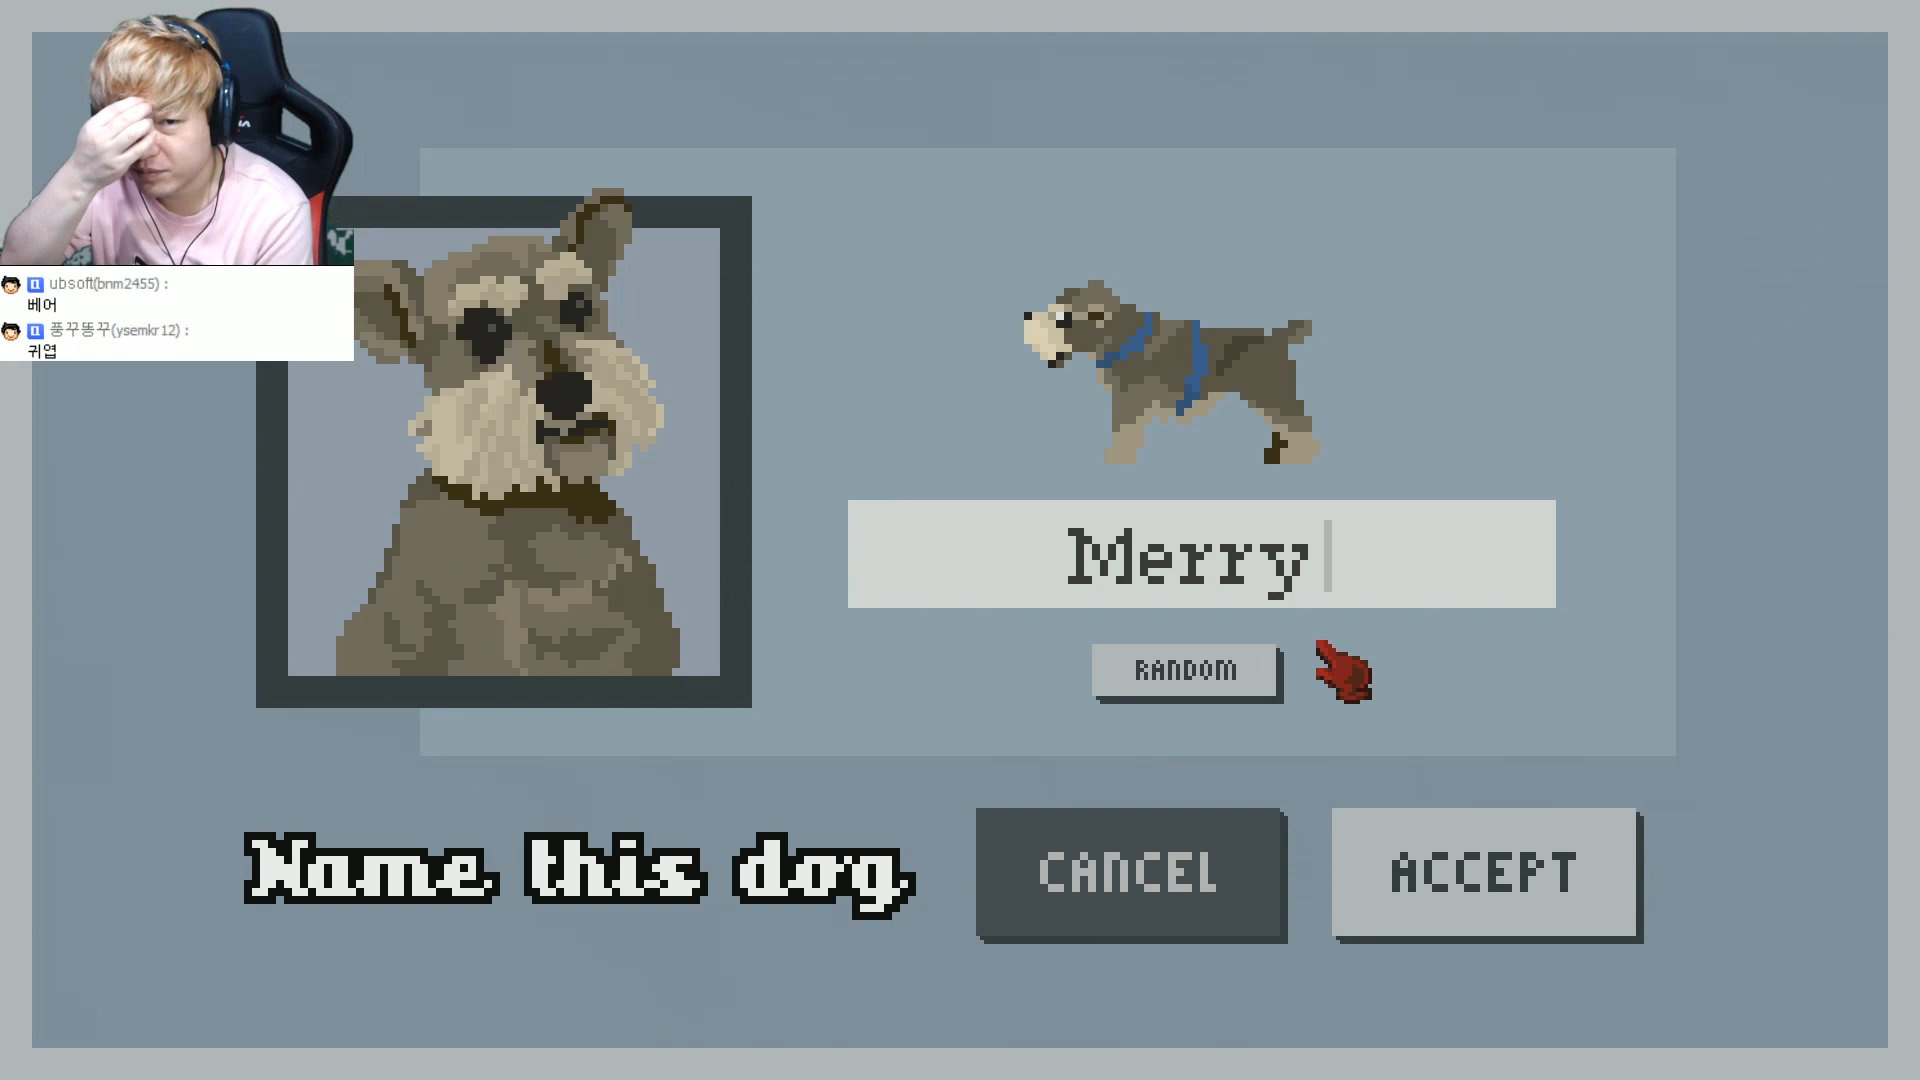 ubsoft(bnm2455) :
베어
풍꾸똥꾸(ysemkr12) :
귀엽
Merry
RANDOM
Name this dog
CANCEL
ACCEPT